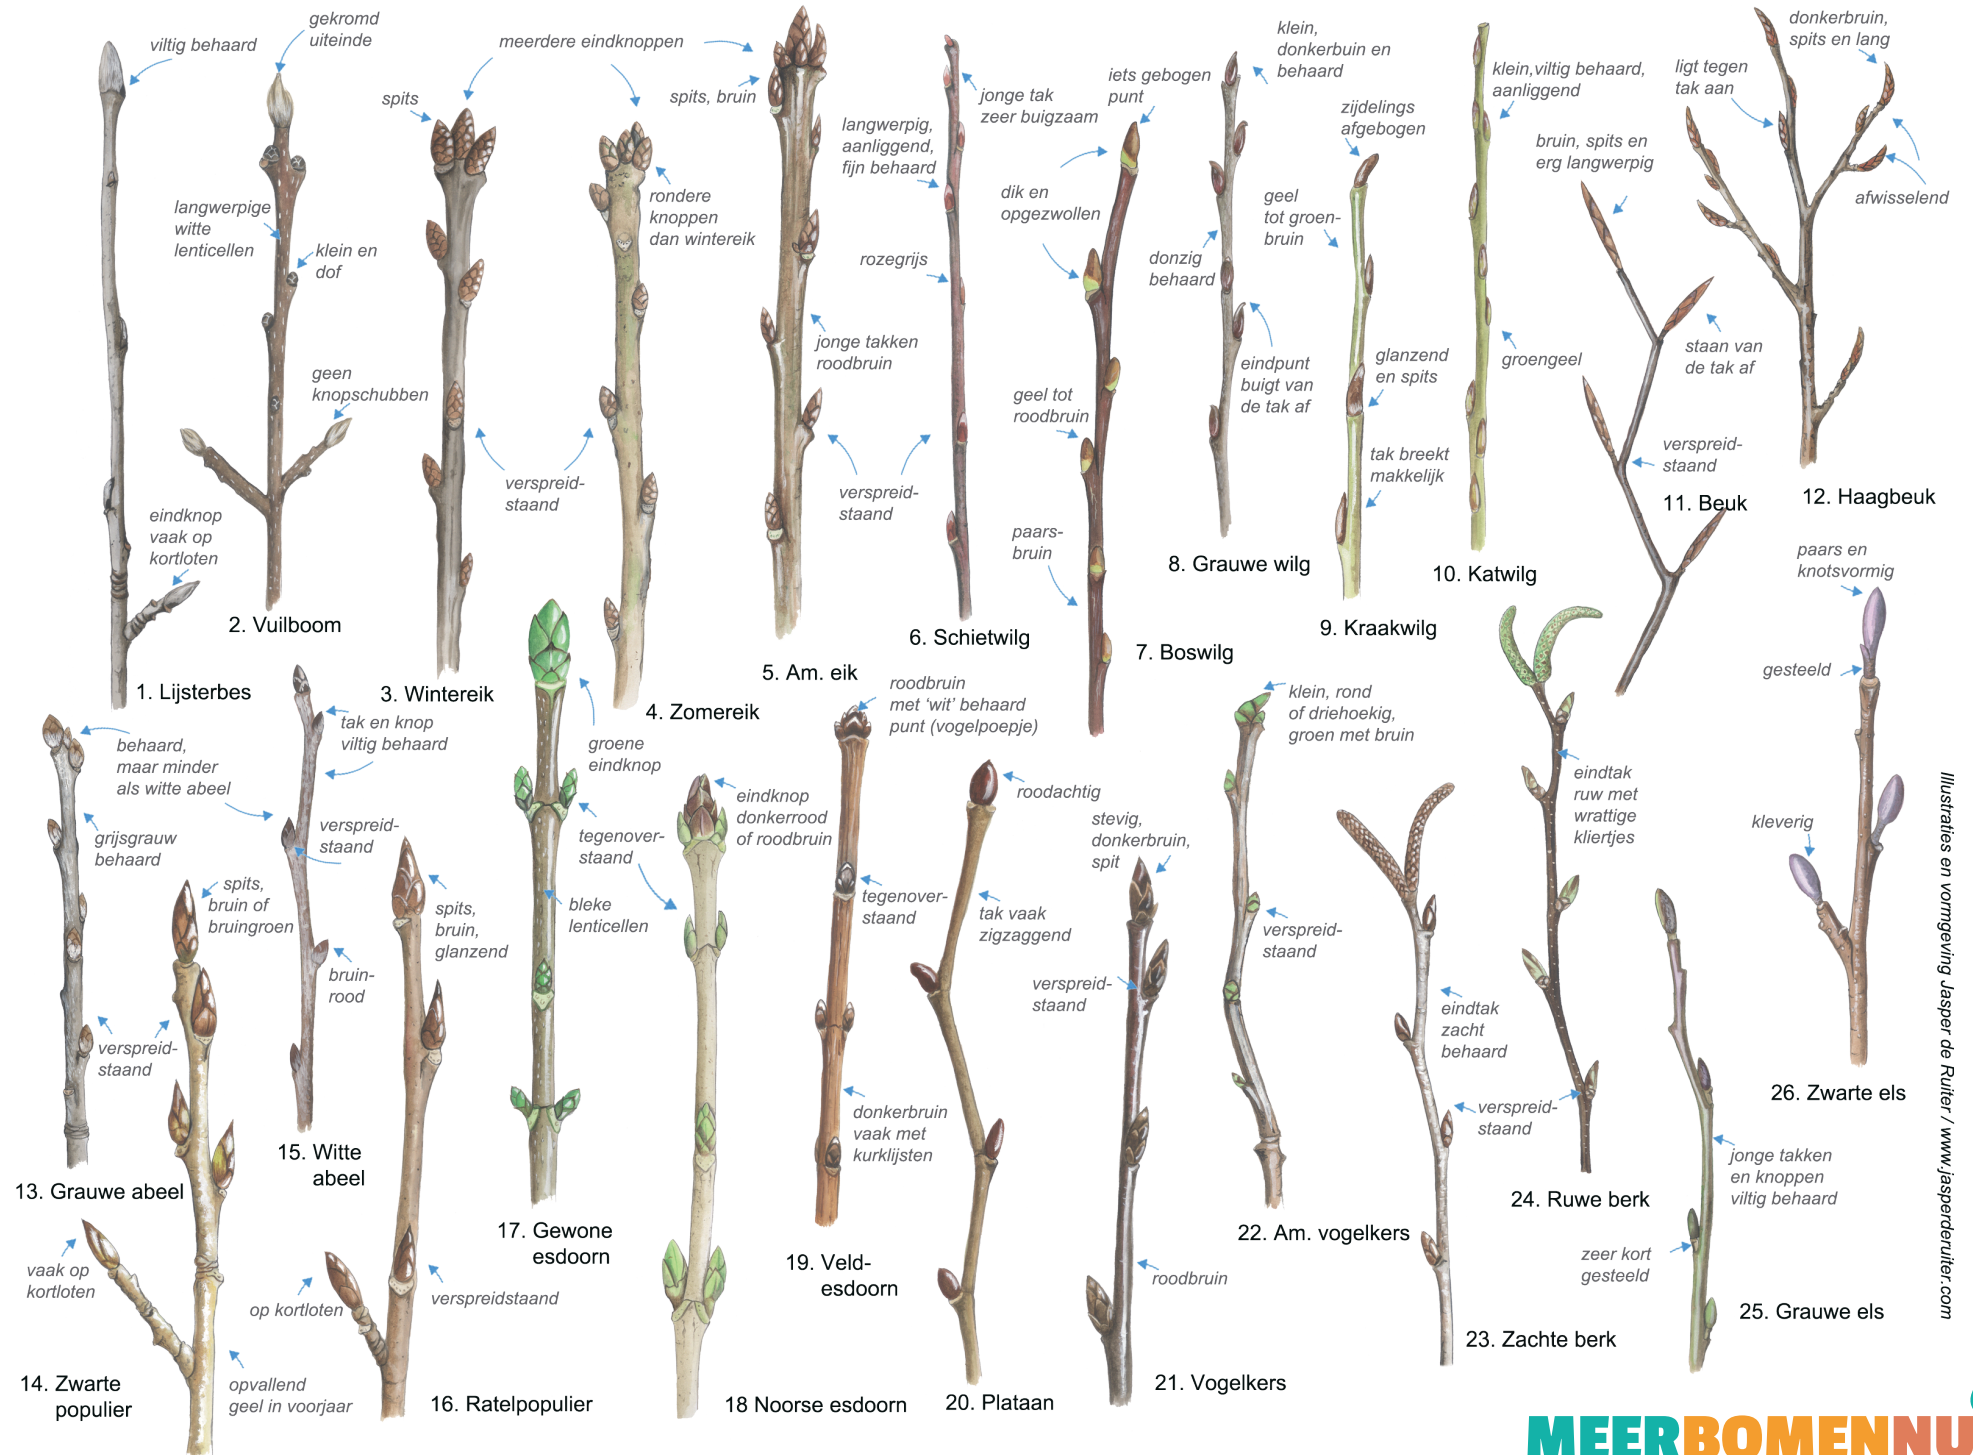 viltig behaard
gekromd
uiteinde
langwerpige
witte
lenticellen
klein en
dof
geen
knopschubben
eindknop
vaak op
kortloten
1. Lijsterbes
2. Vuilboom
meerdere eindknoppen
spits
spits, bruin
rondere
knoppen
dan wintereik
verspreid-
staand
3. Wintereik
4. Zomereik
jonge takken
roodbruin
verspreid-
staand
5. Am. eik
jonge tak
zeer buigzaam
langwerpig,
aanliggend,
fijn behaard
rozegrijs
6. Schietwilg
iets gebogen
punt
dik en
opgezwollen
geel tot
roodbruin
paars-
bruin
7. Boswilg
klein,
donkerbuin en
behaard
donzig
behaard
eindpunt
buigt van
de tak af
8. Grauwe wilg
zijdelings
afgebogen
geel
tot groen-
bruin
glanzend
en spits
tak breekt
makkelijk
9. Kraakwilg
klein,viltig behaard,
aanliggend
groengeel
10. Katwilg
bruin, spits en
erg langwerpig
staan van
de tak af
verspreid-
staand
11. Beuk
donkerbruin,
spits en lang
ligt tegen
tak aan
afwisselend
12. Haagbeuk
behaard,
maar minder
als witte abeel
grijsgrauw
behaard
verspreid-
staand
13. Grauwe abeel
spits,
bruin of
bruingroen
vaak op
kortloten
opvallend
geel in voorjaar
14. Zwarte
populier
tak en knop
viltig behaard
verspreid-
staand
bruin-
rood
15. Witte
abeel
spits,
bruin,
glanzend
op kortloten
verspreidstaand
16. Ratelpopulier
groene
eindknop
tegenover-
staand
bleke
lenticellen
17. Gewone
esdoorn
eindknop
donkerrood
of roodbruin
18 Noorse esdoorn
roodbruin
met ‘wit’ behaard
punt (vogelpoepje)
tegenover-
staand
donkerbruin
vaak met
kurklijsten
19. Veld-
esdoorn
roodachtig
tak vaak
zigzaggend
20. Plataan
stevig,
donkerbruin,
spit
verspreid-
staand
roodbruin
21. Vogelkers
klein, rond
of driehoekig,
groen met bruin
verspreid-
staand
22. Am. vogelkers
eindtak
zacht
behaard
verspreid-
staand
23. Zachte berk
eindtak
ruw met
wrattige
kliertjes
24. Ruwe berk
jonge takken
en knoppen
viltig behaard
zeer kort
gesteeld
25. Grauwe els
paars en
knotsvormig
gesteeld
kleverig
26. Zwarte els
Illustraties en vormgeving Jasper de Ruiter / www.jasperderuiter.com
MEERBOMENNU